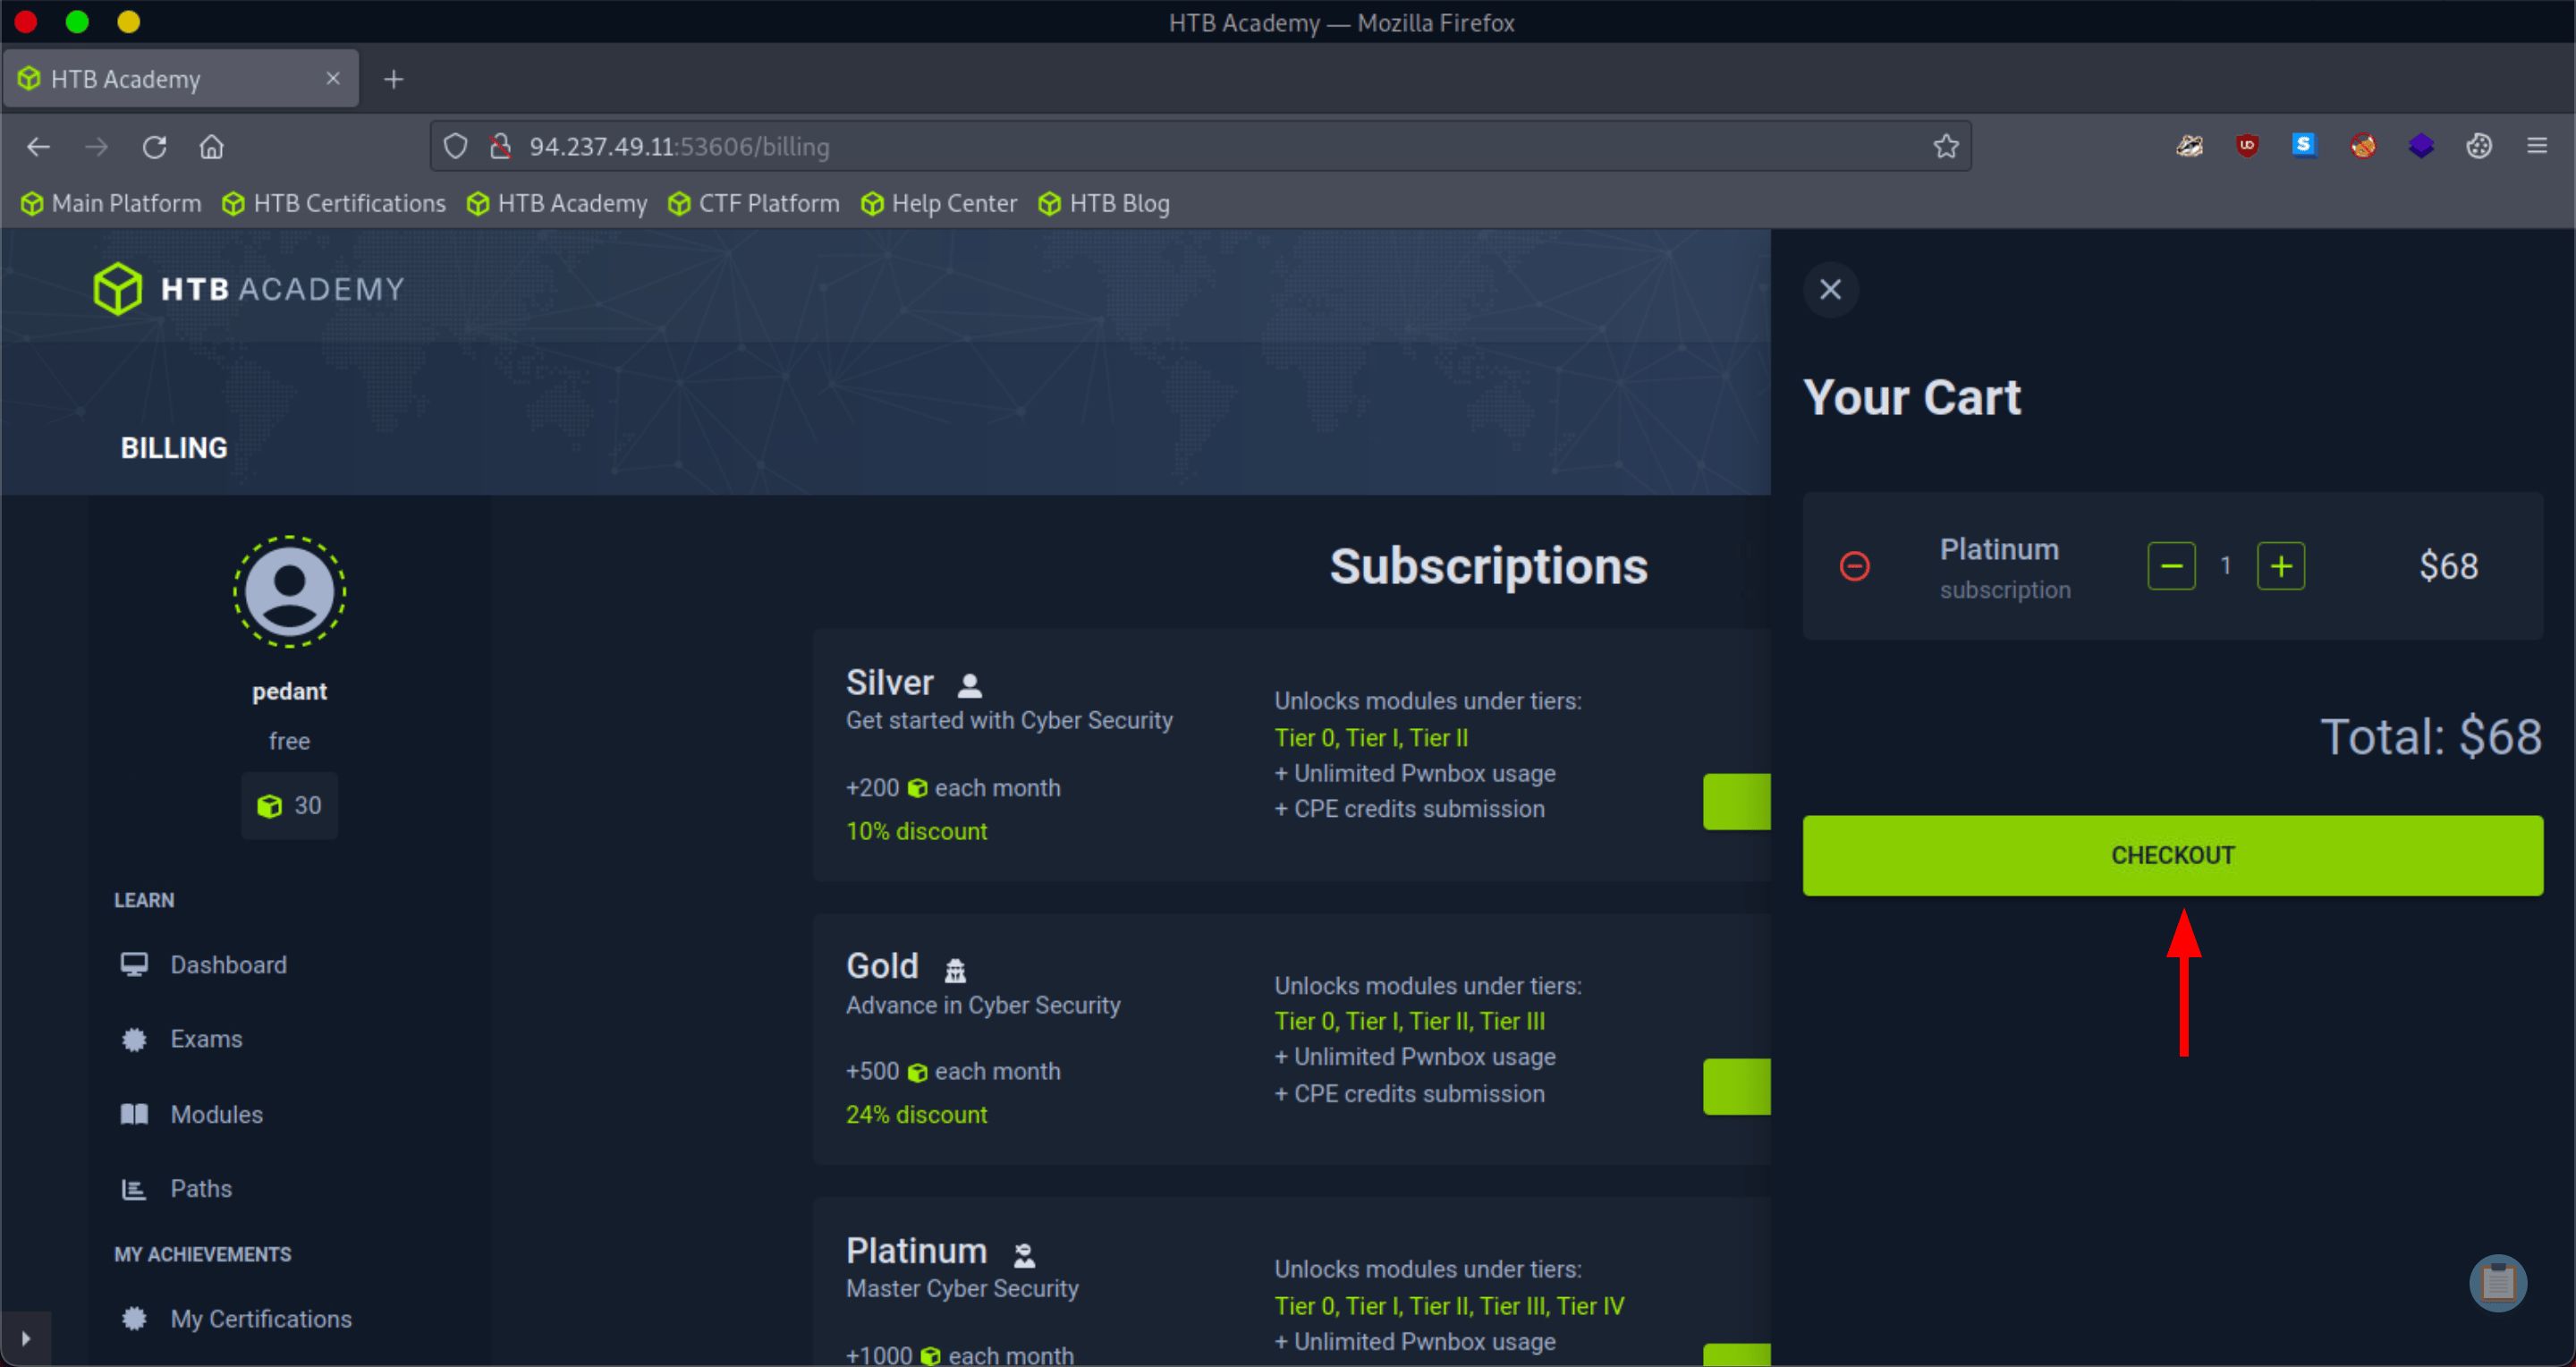 HTB Academy — Mozilla Firefox
HTB Academy
94.237.49.11:53606/billing
Main Platform HTB Certifications HTB Academy CTF Platform Help Center HTB Blog
HTB ACADEMY
BILLING
pedant
free
30
LEARN
Dashboard
Exams
Modules
Paths
MY ACHIEVEMENTS
My Certifications
Subscriptions
Silver
Get started with Cyber Security
+200 each month
10% discount
Unlocks modules under tiers:
Tier 0, Tier I, Tier II
+ Unlimited Pwnbox usage
+ CPE credits submission
Gold
Advance in Cyber Security
+500 each month
24% discount
Unlocks modules under tiers:
Tier 0, Tier I, Tier II, Tier III
+ Unlimited Pwnbox usage
+ CPE credits submission
Platinum
Master Cyber Security
+1000 each month
Unlocks modules under tiers:
Tier 0, Tier I, Tier II, Tier III, Tier IV
+ Unlimited Pwnbox usage
Your Cart
Platinum
subscription
1
$68
Total: $68
CHECKOUT